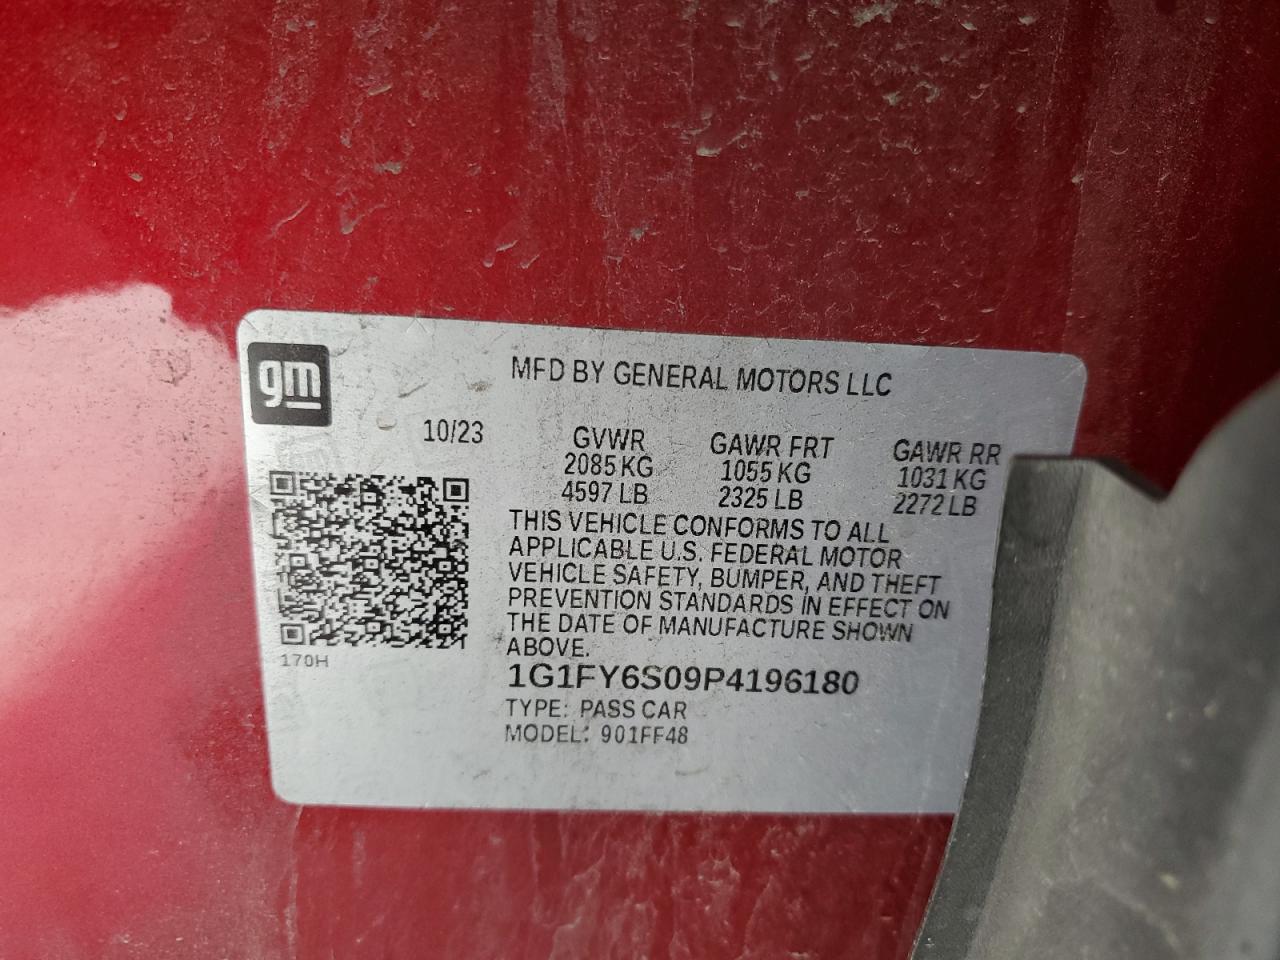 gm
MFD BY GENERAL MOTORS LLC
10/23
GVWR GAWR FRT GAWR RR
2085 KG 1055 KG 1031 KG
4597 LB 2325 LB 2272 LB
THIS VEHICLE CONFORMS TO ALL
APPLICABLE U.S. FEDERAL MOTOR
VEHICLE SAFETY, BUMPER, AND THEFT
PREVENTION STANDARDS IN EFFECT ON
THE DATE OF MANUFACTURE SHOWN
ABOVE.
170H
1G1FY6S09P4196180
TYPE: PASS CAR
MODEL: 901FF48